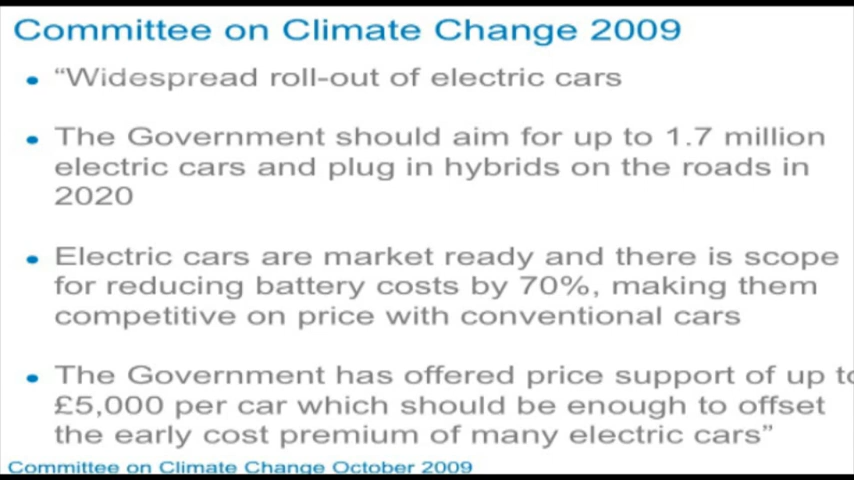 Committee on Climate Change 2009
• “Widespread roll-out of electric cars
• The Government should aim for up to 1.7 million
electric cars and plug in hybrids on the roads in
2020
• Electric cars are market ready and there is scope
for reducing battery costs by 70%, making them
competitive on price with conventional cars
• The Government has offered price support of up to
£5,000 per car which should be enough to offset
the early cost premium of many electric cars”
Committee on Climate Change October 2009